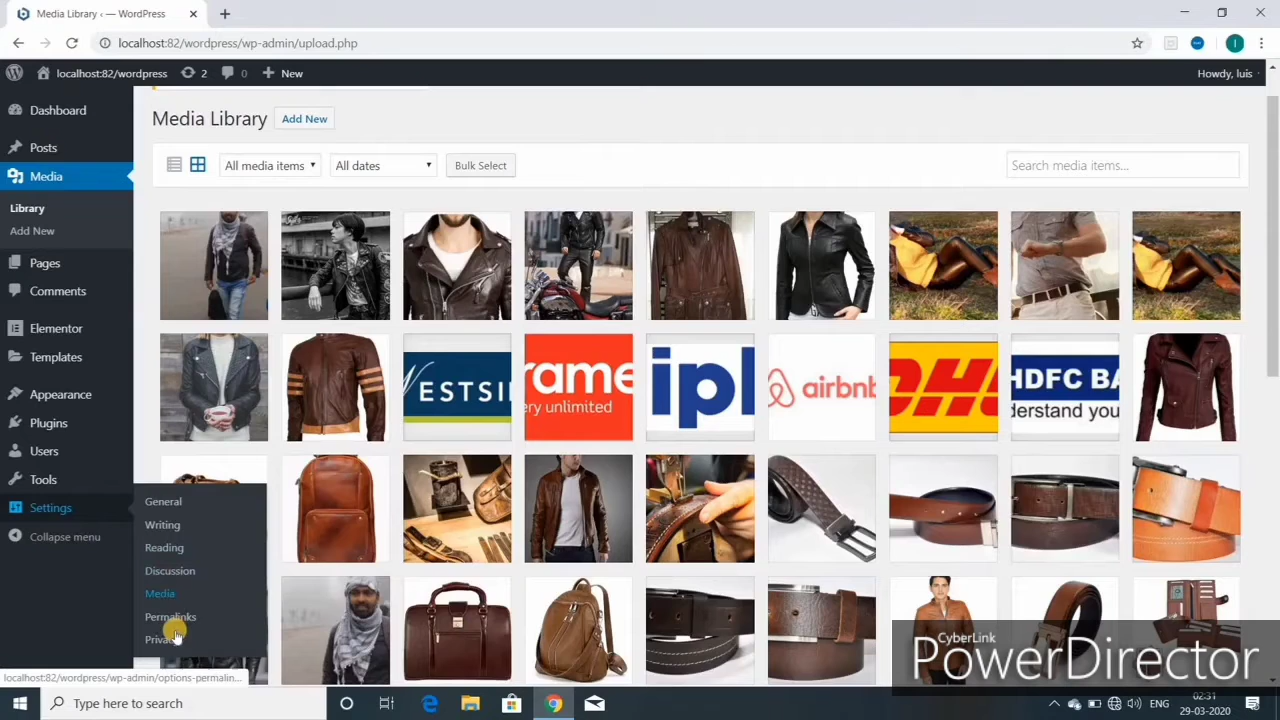 Media Library ‹ — WordPress
localhost:82/wordpress/wp-admin/upload.php
localhost:82/wordpress
2
0
New
Howdy, luis
Dashboard
Posts
Media
Library
Add New
Pages
Comments
Elementor
Templates
Appearance
Plugins
Users
Tools
Settings
Collapse menu
General
Writing
Reading
Discussion
Media
Permalinks
Media Library
Add New
All media items
All dates
Bulk Select
Search media items...
airbnb
DHL
HDFC BA
derstand you
rame
ery unlimited
ipl
localhost:82/wordpress/wp-admin/options-permalin...
CyberLink
PowerDirector
Type here to search
ENG
02:31
29-03-2020